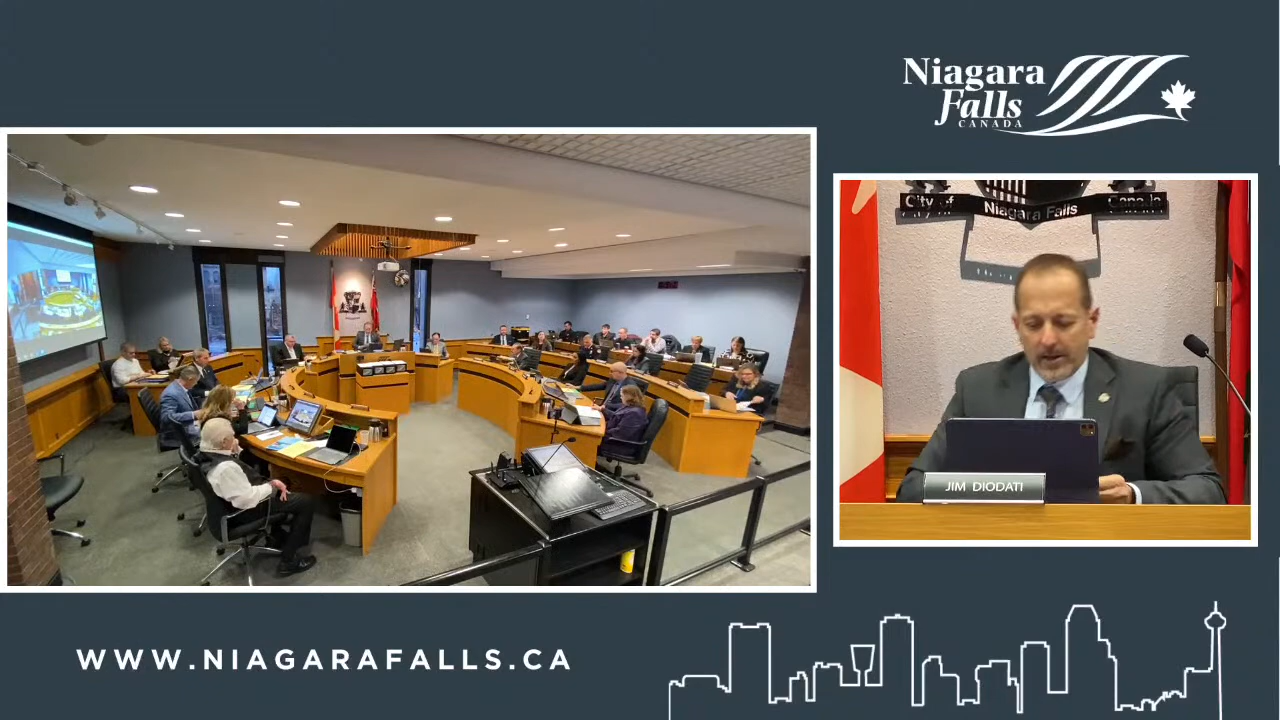 Niagara
Falls
CANADA
City of
Niagara Falls
Canada
JIM DIODATI
WWW.NIAGARAFALLS.CA